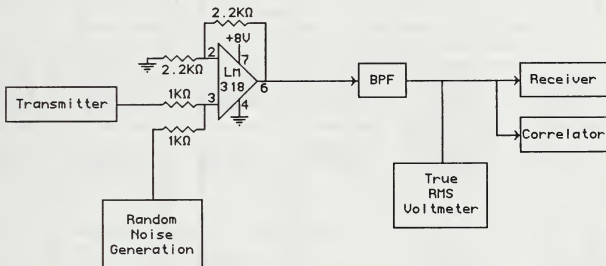 2.2KΩ
+8V
2
7
2.2KΩ
LM
318
6
BPF
Receiver
1KΩ
Transmitter
3
4
1KΩ
Correlator
True
RMS
Voltmeter
Random
Noise
Generation